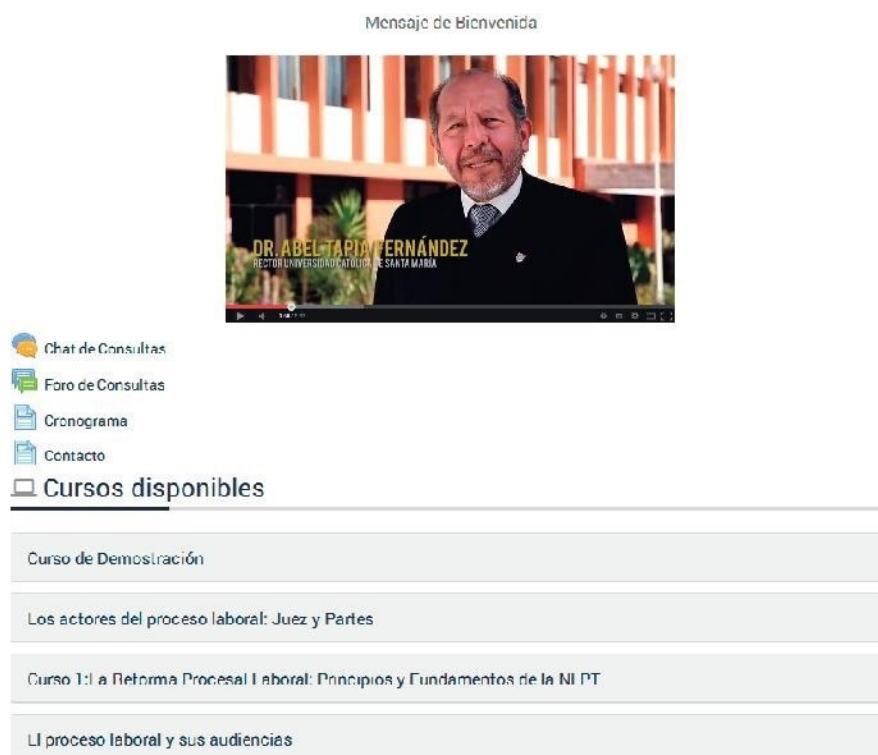 Mensaje de Bienvenida
DR. ABEL TAPIA FERNÁNDEZ
RECTOR UNIVERSIDAD CATÓLICA DE SANTA MARÍA
Chat de Consultas
Foro de Consultas
Cronograma
Contacto
Cursos disponibles
Curso de Demostración
Los actores del proceso laboral: Juez y Partes
Curso 1:La Reforma Procesal Laboral: Principios y Fundamentos de la NLPT
El proceso laboral y sus audiencias